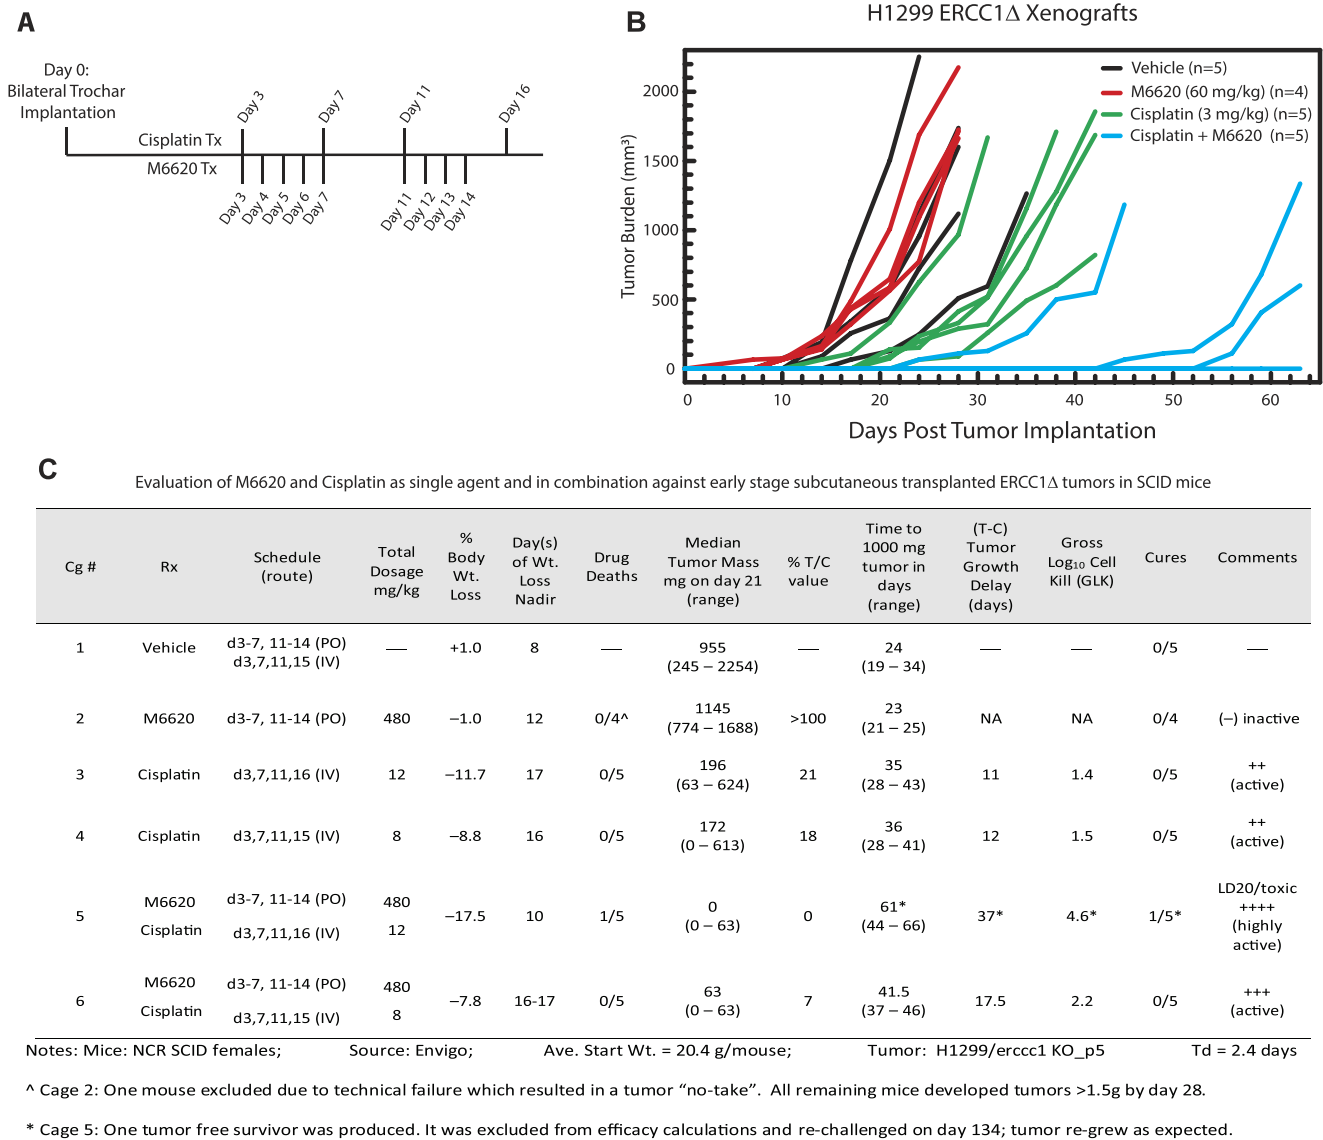 A
Day 0:
Bilateral Trochar
Implantation
Cisplatin Tx
M6620 Tx
Day 3
Day 7
Day 11
Day 16
Day 3
Day 4
Day 5
Day 6
Day 7
Day 11
Day 12
Day 13
Day 14
B
H1299 ERCC1Δ Xenografts
Vehicle (n=5)
M6620 (60 mg/kg) (n=4)
Cisplatin (3 mg/kg) (n=5)
Cisplatin + M6620 (n=5)
Tumor Burden (mm³)
2000
1500
1000
500
0
0 10 20 30 40 50 60
Days Post Tumor Implantation
C
Evaluation of M6620 and Cisplatin as single agent and in combination against early stage subcutaneous transplanted ERCC1Δ tumors in SCID mice
Cg #
Rx
Schedule
(route)
Total
Dosage
mg/kg
%
Body
Wt.
Loss
Day(s)
of Wt.
Loss
Nadir
Drug
Deaths
Median
Tumor Mass
mg on day 21
(range)
% T/C
value
Time to
1000 mg
tumor in
days
(range)
(T-C)
Tumor
Growth
Delay
(days)
Gross
Log₁₀ Cell
Kill (GLK)
Cures
Comments
1 Vehicle d3-7, 11-14 (PO) — +1.0 8 — 955 — 24 — — 0/5 —
d3,7,11,15 (IV) (245 – 2254) (19 – 34)
2 M6620 d3-7, 11-14 (PO) 480 –1.0 12 0/4^ 1145 >100 23 NA NA 0/4 (–) inactive
(774 – 1688) (21 – 25)
3 Cisplatin d3,7,11,16 (IV) 12 –11.7 17 0/5 196 21 35 11 1.4 0/5 ++
(63 – 624) (28 – 43) (active)
4 Cisplatin d3,7,11,15 (IV) 8 –8.8 16 0/5 172 18 36 12 1.5 0/5 ++
(0 – 613) (28 – 41) (active)
5 M6620 d3-7, 11-14 (PO) 480 –17.5 10 1/5 0 0 61* 37* 4.6* 1/5* LD20/toxic
Cisplatin d3,7,11,16 (IV) 12 (0 – 63) (44 – 66) ++++
(highly
active)
6 M6620 d3-7, 11-14 (PO) 480 –7.8 16-17 0/5 63 7 41.5 17.5 2.2 0/5 +++
Cisplatin d3,7,11,15 (IV) 8 (0 – 63) (37 – 46) (active)
Notes: Mice: NCR SCID females; Source: Envigo; Ave. Start Wt. = 20.4 g/mouse; Tumor: H1299/erccc1 KO_p5 Td = 2.4 days
^ Cage 2: One mouse excluded due to technical failure which resulted in a tumor “no-take”. All remaining mice developed tumors >1.5g by day 28.
* Cage 5: One tumor free survivor was produced. It was excluded from efficacy calculations and re-challenged on day 134; tumor re-grew as expected.